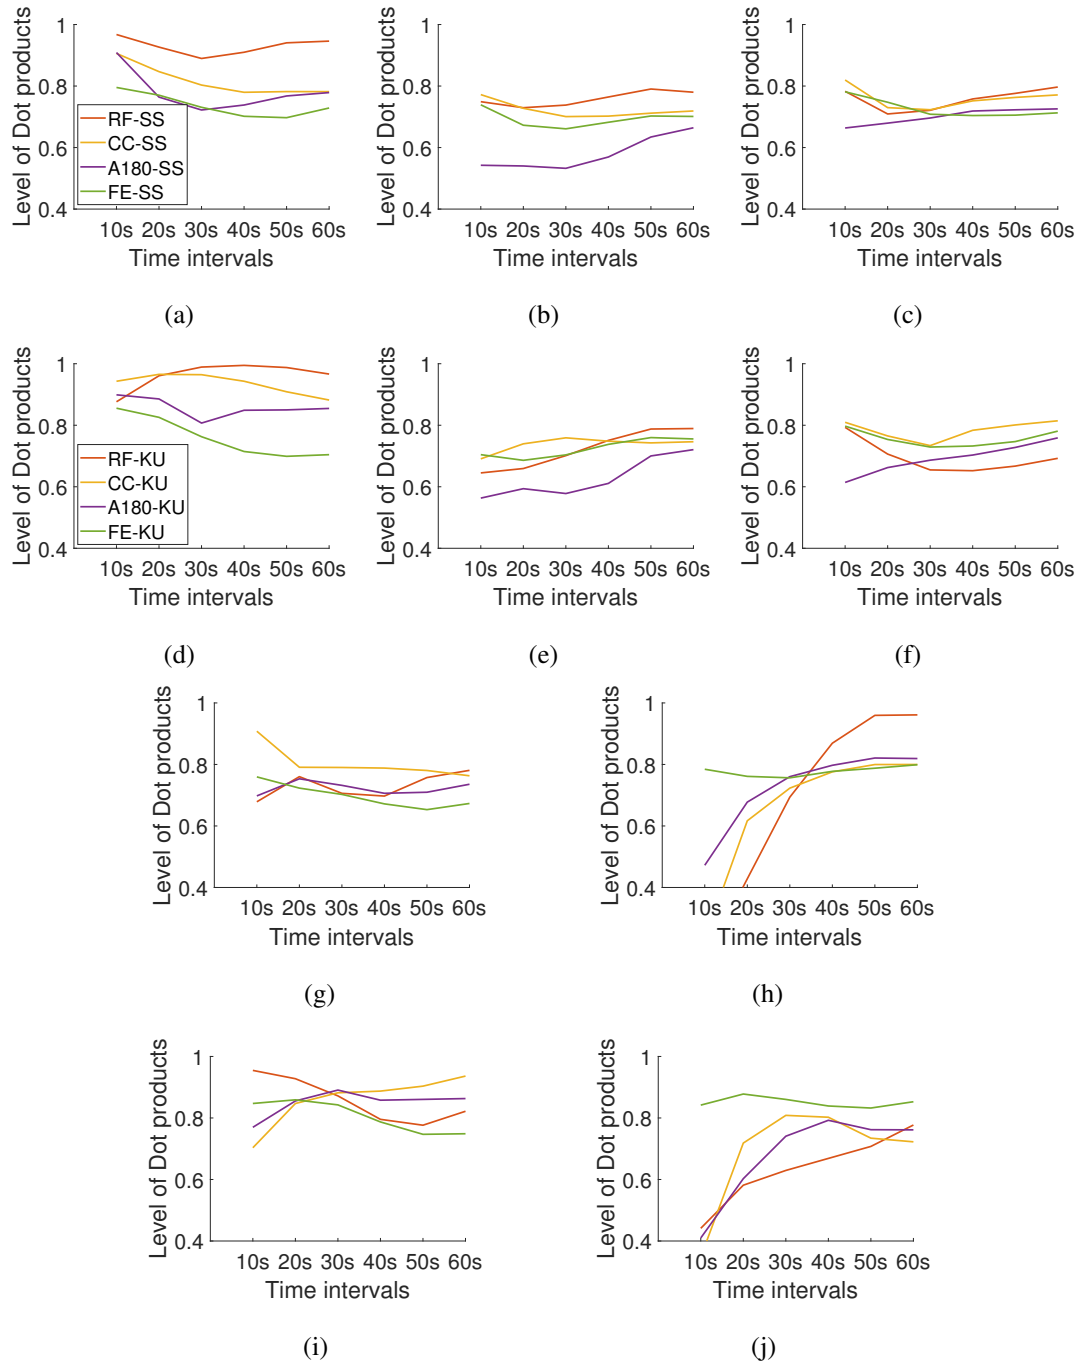 1
0.8
0.6
0.4
Level of Dot products
RF-SS
CC-SS
A180-SS
FE-SS
10s 20s 30s 40s 50s 60s
Time intervals
(a)
1
0.8
0.6
0.4
Level of Dot products
10s 20s 30s 40s 50s 60s
Time intervals
(b)
1
0.8
0.6
0.4
Level of Dot products
10s 20s 30s 40s 50s 60s
Time intervals
(c)
1
0.8
0.6
0.4
Level of Dot products
RF-KU
CC-KU
A180-KU
FE-KU
10s 20s 30s 40s 50s 60s
Time intervals
(d)
1
0.8
0.6
0.4
Level of Dot products
10s 20s 30s 40s 50s 60s
Time intervals
(e)
1
0.8
0.6
0.4
Level of Dot products
10s 20s 30s 40s 50s 60s
Time intervals
(f)
1
0.8
0.6
0.4
Level of Dot products
10s 20s 30s 40s 50s 60s
Time intervals
(g)
1
0.8
0.6
0.4
Level of Dot products
10s 20s 30s 40s 50s 60s
Time intervals
(h)
1
0.8
0.6
0.4
Level of Dot products
10s 20s 30s 40s 50s 60s
Time intervals
(i)
1
0.8
0.6
0.4
Level of Dot products
10s 20s 30s 40s 50s 60s
Time intervals
(j)